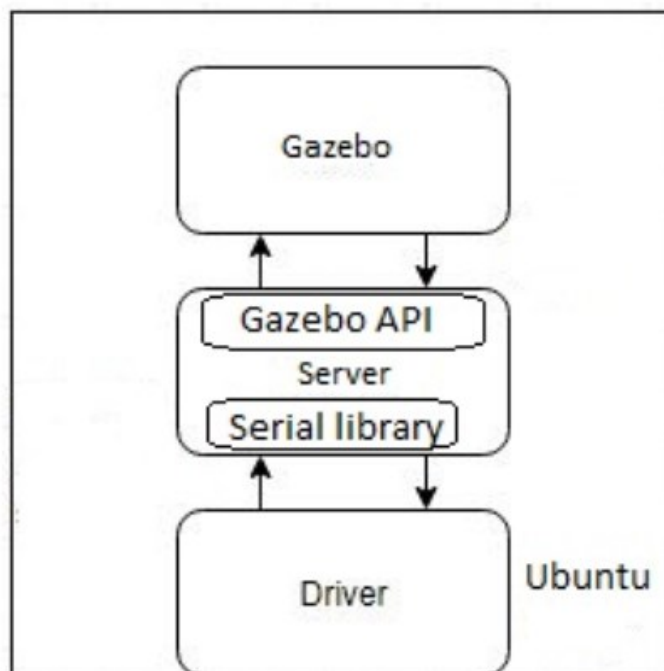 Gazebo
Gazebo API
Server
Serial library
Driver
Ubuntu